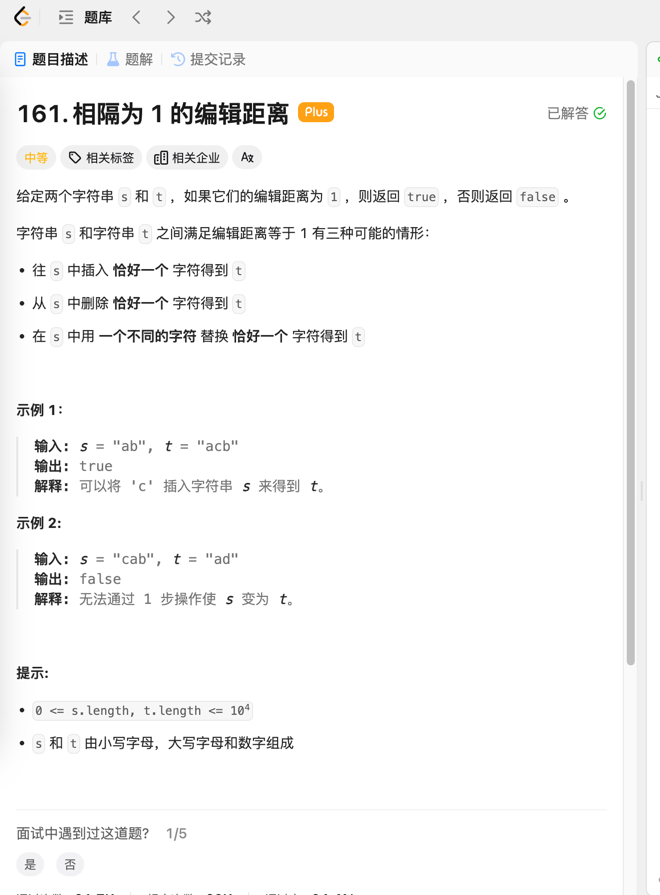 题库
题目描述 题解 提交记录
161. 相隔为 1 的编辑距离 Plus 已解答
中等 相关标签 相关企业 Aあ
给定两个字符串 s 和 t ，如果它们的编辑距离为 1 ，则返回 true ，否则返回 false 。
字符串 s 和字符串 t 之间满足编辑距离等于 1 有三种可能的情形：
• 往 s 中插入 恰好一个 字符得到 t
• 从 s 中删除 恰好一个 字符得到 t
• 在 s 中用 一个不同的字符 替换 恰好一个 字符得到 t
示例 1：
输入: s = "ab", t = "acb"
输出: true
解释: 可以将 'c' 插入字符串 s 来得到 t。
示例 2:
输入: s = "cab", t = "ad"
输出: false
解释: 无法通过 1 步操作使 s 变为 t。
提示:
• 0 <= s.length, t.length <= 10⁴
• s 和 t 由小写字母，大写字母和数字组成
面试中遇到过这道题? 1/5
是 否